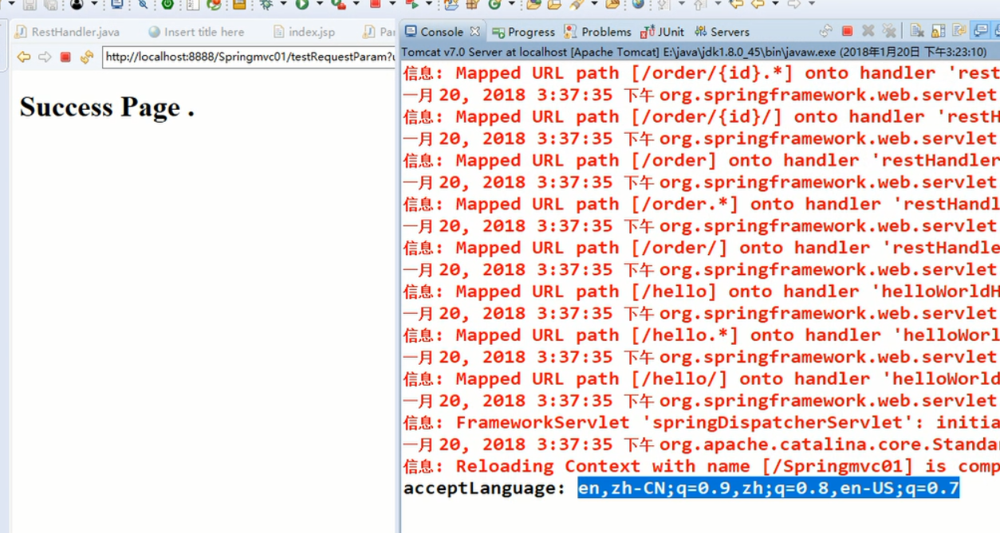 RestHandler.java
Insert title here
index.jsp
Console
Progress
Problems
JUnit
Servers
http://localhost:8888/Springmvc01/testRequestParam?u
Tomcat v7.0 Server at localhost [Apache Tomcat] E:\java\jdk1.8.0_45\bin\javaw.exe (2018年1月20日 下午3:23:10)
Success Page .
信息: Mapped URL path [/order/{id}.*] onto handler 'rest
一月 20, 2018 3:37:35 下午 org.springframework.web.servlet
信息: Mapped URL path [/order/{id}/] onto handler 'restH
一月 20, 2018 3:37:35 下午 org.springframework.web.servlet
信息: Mapped URL path [/order] onto handler 'restHandler
一月 20, 2018 3:37:35 下午 org.springframework.web.servlet
信息: Mapped URL path [/order.*] onto handler 'restHandl
一月 20, 2018 3:37:35 下午 org.springframework.web.servlet
信息: Mapped URL path [/order/] onto handler 'restHandle
一月 20, 2018 3:37:35 下午 org.springframework.web.servlet
信息: Mapped URL path [/hello] onto handler 'helloWorldH
一月 20, 2018 3:37:35 下午 org.springframework.web.servlet
信息: Mapped URL path [/hello.*] onto handler 'helloWorl
一月 20, 2018 3:37:35 下午 org.springframework.web.servlet
信息: Mapped URL path [/hello/] onto handler 'helloWorld
一月 20, 2018 3:37:35 下午 org.springframework.web.servlet
信息: FrameworkServlet 'springDispatcherServlet': initia
一月 20, 2018 3:37:35 下午 org.apache.catalina.core.Standa
信息: Reloading Context with name [/Springmvc01] is comp
acceptLanguage: en,zh-CN;q=0.9,zh;q=0.8,en-US;q=0.7